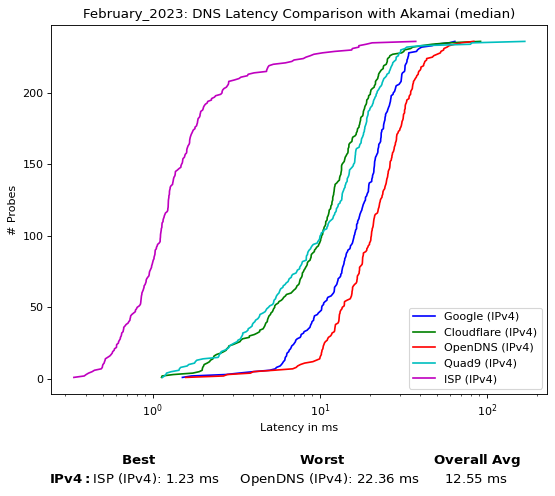 February_2023: DNS Latency Comparison with Akamai (median)
200
150
100
50
0
# Probes
10⁰
10¹
10²
Latency in ms
Google (IPv4)
Cloudflare (IPv4)
OpenDNS (IPv4)
Quad9 (IPv4)
ISP (IPv4)
Best Worst Overall Avg
IPv4: ISP (IPv4): 1.23 ms OpenDNS (IPv4): 22.36 ms 12.55 ms